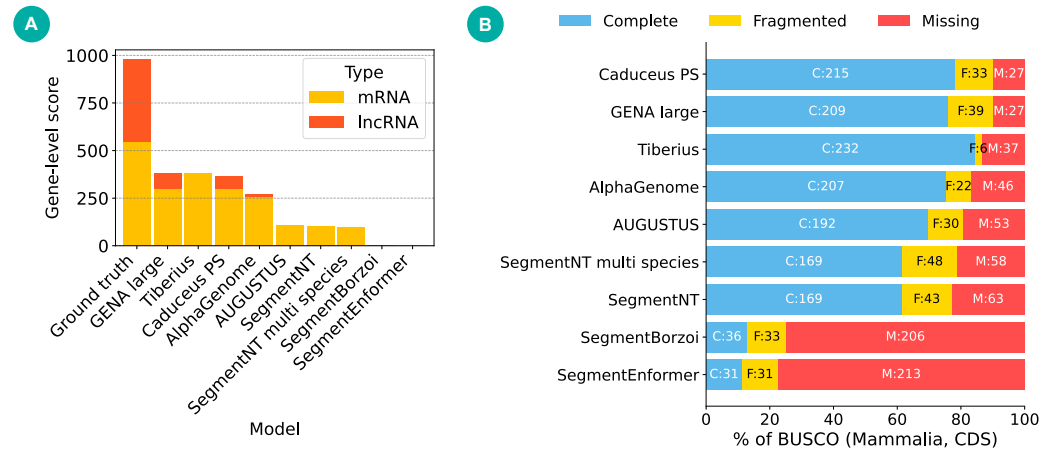 A
Gene-level score
1000
750
500
250
0
Type
mRNA
lncRNA
Ground truth
GENA large
Tiberius
Caduceus PS
AlphaGenome
AUGUSTUS
SegmentNT
SegmentNT multi species
SegmentBorzoi
SegmentEnformer
Model
B
Complete Fragmented Missing
Caduceus PS C:215 F:33 M:27
GENA large C:209 F:39 M:27
Tiberius C:232 F:6 M:37
AlphaGenome C:207 F:22 M:46
AUGUSTUS C:192 F:30 M:53
SegmentNT multi species C:169 F:48 M:58
SegmentNT C:169 F:43 M:63
SegmentBorzoi C:36 F:33 M:206
SegmentEnformer C:31 F:31 M:213
0 20 40 60 80 100
% of BUSCO (Mammalia, CDS)